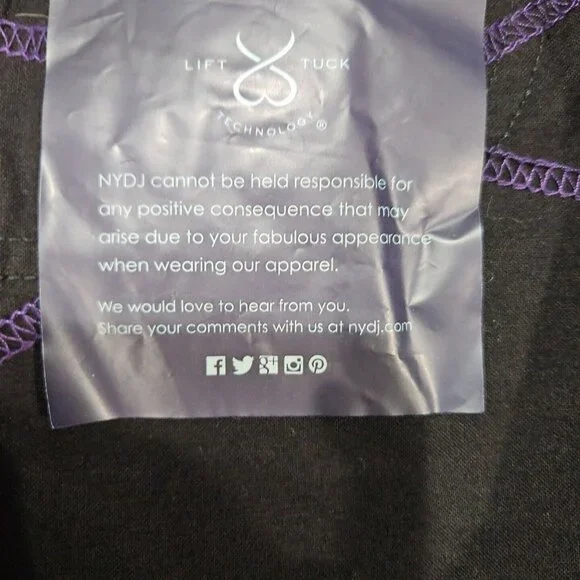 LIFT TUCK
TECHNOLOGY®
NYDJ cannot be held responsible for
any positive consequence that may
arise due to your fabulous appearance
when wearing our apparel.
We would love to hear from you.
Share your comments with us at nydj.com